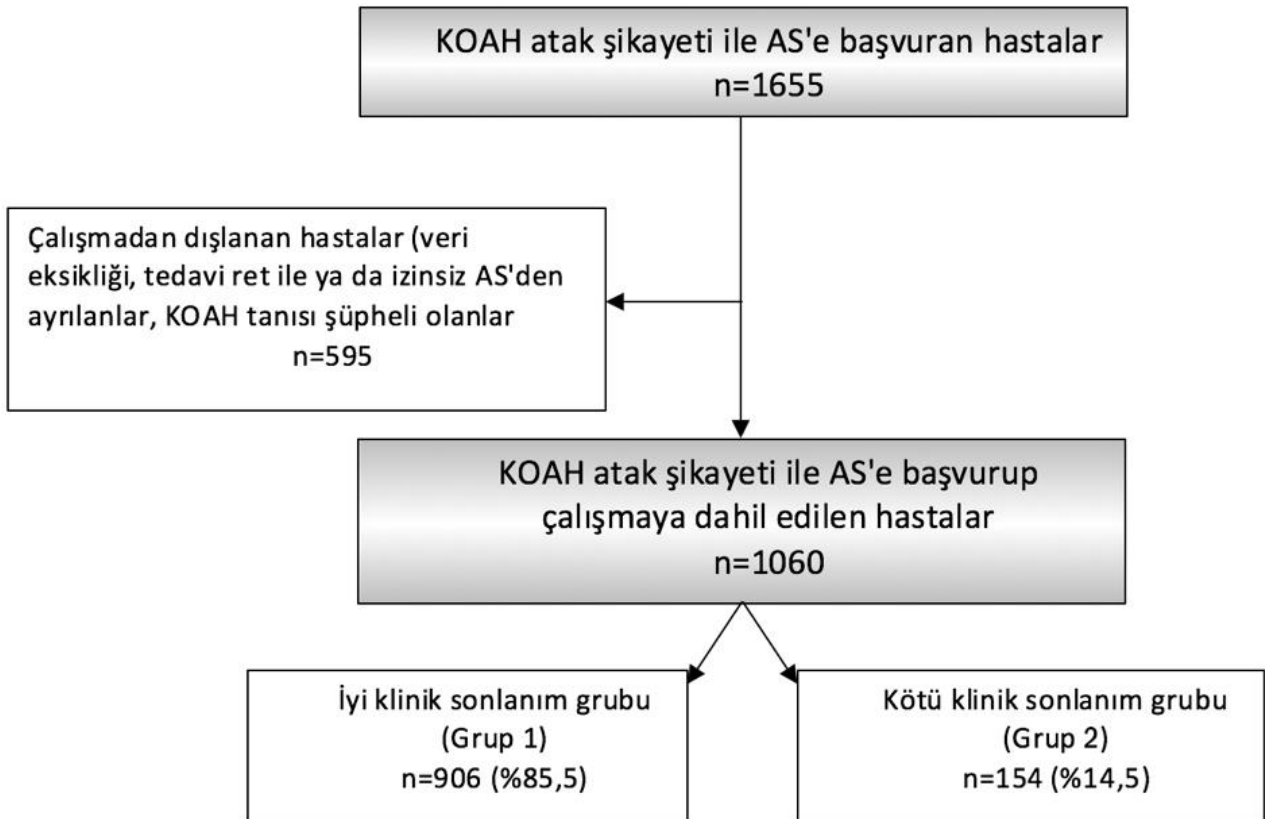 KOAH atak şikayeti ile AS'e başvuran hastalar
n=1655
Çalışmadan dışlanan hastalar (veri
eksikliği, tedavi ret ile ya da izinsiz AS'den
ayrılanlar, KOAH tanısı şüpheli olanlar
n=595
KOAH atak şikayeti ile AS'e başvurup
çalışmaya dahil edilen hastalar
n=1060
İyi klinik sonlanım grubu
(Grup 1)
n=906 (%85,5)
Kötü klinik sonlanım grubu
(Grup 2)
n=154 (%14,5)